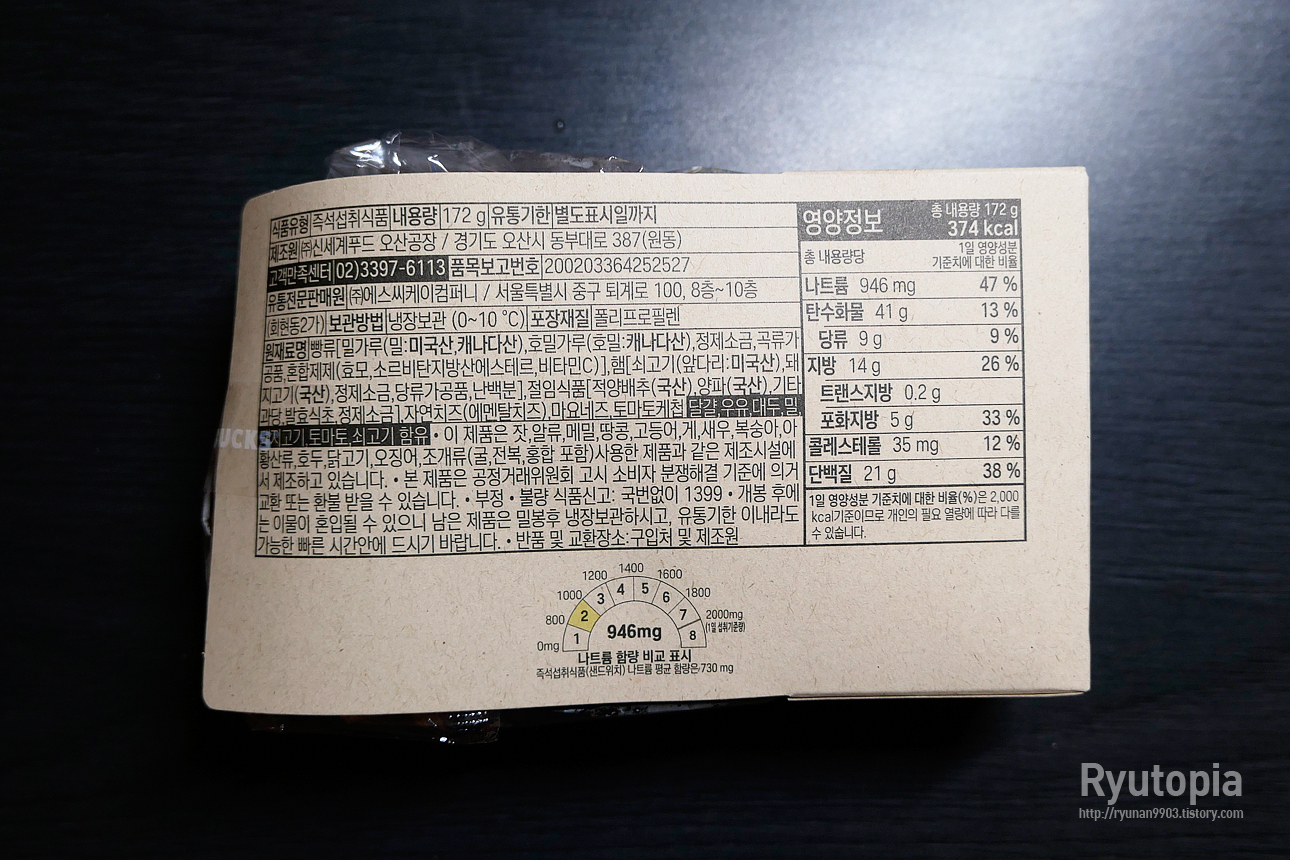 식품유형 즉석섭취식품 내용량 172 g 유통기한 별도표시일까지
제조원 ㈜신세계푸드 오산공장 / 경기도 오산시 동부대로 387(원동)
고객만족센터 02)3397-6113 품목보고번호 200203364252527
유통전문판매원 ㈜에스씨케이컴퍼니 / 서울특별시 중구 퇴계로 100, 8층~10층
(회현동2가) 보관방법 냉장보관 (0~10 ℃) 포장재질 폴리프로필렌
원재료명 빵류[밀가루(밀:미국산,캐나다산),호밀가루(호밀:캐나다산),정제소금,곡류가
공품,혼합제제(효모,소르비탄지방산에스테르,비타민C)],햄[쇠고기(앞다리:미국산),돼
지고기(국산),정제소금,당류가공품,난백분],절임식품[적양배추(국산),양파(국산),기타
과당,발효식초,정제소금],자연치즈(에멘탈치즈),마요네즈,토마토케첩 달걀,우유,대두,밀,
돼지고기,토마토,쇠고기 함유 • 이 제품은 잣,알류,메밀,땅콩,고등어,게,새우,복숭아,아
황산류,호두,닭고기,오징어,조개류(굴,전복,홍합 포함)사용한 제품과 같은 제조시설에
서 제조하고 있습니다. • 본 제품은 공정거래위원회 고시 소비자 분쟁해결 기준에 의거
교환 또는 환불 받을 수 있습니다. • 부정 • 불량 식품신고: 국번없이 1399 • 개봉 후에
는 이물이 혼입될 수 있으니 남은 제품은 밀봉후 냉장보관하시고, 유통기한 이내라도
가능한 빠른 시간안에 드시기 바랍니다. • 반품 및 교환장소:구입처 및 제조원
UCKS
영양정보 총 내용량 172 g
374 kcal
총 내용량당 1일 영양성분
기준치에 대한 비율
나트륨 946 mg 47 %
탄수화물 41 g 13 %
당류 9 g 9 %
지방 14 g 26 %
트랜스지방 0.2 g
포화지방 5 g 33 %
콜레스테롤 35 mg 12 %
단백질 21 g 38 %
1일 영양성분 기준치에 대한 비율(%)은 2,000
kcal기준이므로 개인의 필요 열량에 따라 다를
수 있습니다.
0mg 800 1000 1200 1400 1600 1800 2000mg
(1일 섭취기준량)
1 2 3 4 5 6 7 8
946mg
나트륨 함량 비교 표시
즉석섭취식품(샌드위치) 나트륨 평균 함량은730 mg
Ryutopia
http://ryunan9903.tistory.com